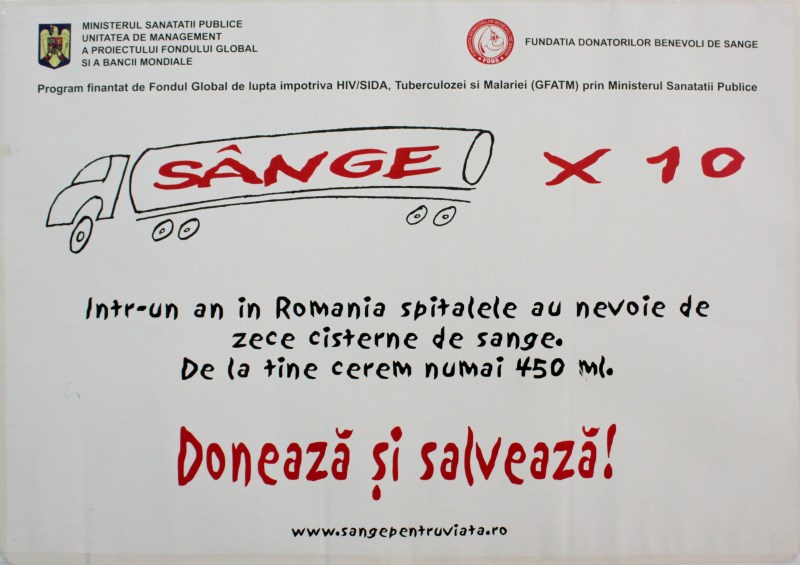 MINISTERUL SANATATII PUBLICE
UNITATEA DE MANAGEMENT
A PROIECTULUI FONDULUI GLOBAL
SI A BANCII MONDIALE
FUNDATIA DONATORILOR BENEVOLI DE SANGE
Program finantat de Fondul Global de lupta impotriva HIV/SIDA, Tuberculozei si Malariei (GFATM) prin Ministerul Sanatatii Publice
SÂNGE X 10
Intr-un an in Romania spitalele au nevoie de
zece cisterne de sange.
De la tine cerem numai 450 ml.
Donează și salvează!
www.sangepentruviata.ro